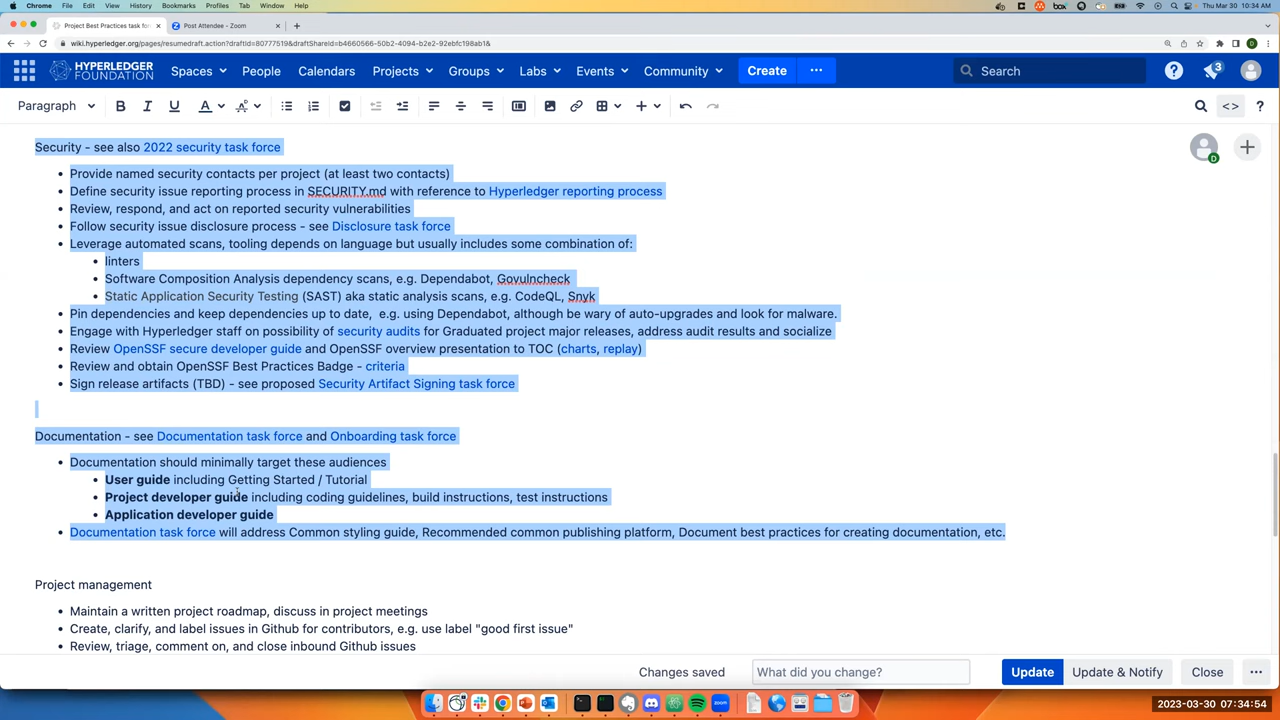 Chrome File Edit View History Bookmarks Profiles Tab Window Help
Thu Mar 30 10:34 AM
Project Best Practices task for
Post Attendee - Zoom
wiki.hyperledger.org/pages/resumedraft.action?draftId=80777519&draftShareId=b4660566-50b2-4094-b2e2-92ebfc198ab1&
HYPERLEDGER FOUNDATION Spaces People Calendars Projects Groups Labs Events Community Create ··· Search 3
Paragraph B I U A
Security - see also 2022 security task force
Provide named security contacts per project (at least two contacts)
Define security issue reporting process in SECURITY.md with reference to Hyperledger reporting process
Review, respond, and act on reported security vulnerabilities
Follow security issue disclosure process - see Disclosure task force
Leverage automated scans, tooling depends on language but usually includes some combination of:
linters
Software Composition Analysis dependency scans, e.g. Dependabot, Govulncheck
Static Application Security Testing (SAST) aka static analysis scans, e.g. CodeQL, Snyk
Pin dependencies and keep dependencies up to date, e.g. using Dependabot, although be wary of auto-upgrades and look for malware.
Engage with Hyperledger staff on possibility of security audits for Graduated project major releases, address audit results and socialize
Review OpenSSF secure developer guide and OpenSSF overview presentation to TOC (charts, replay)
Review and obtain OpenSSF Best Practices Badge - criteria
Sign release artifacts (TBD) - see proposed Security Artifact Signing task force
Documentation - see Documentation task force and Onboarding task force
Documentation should minimally target these audiences
User guide including Getting Started / Tutorial
Project developer guide including coding guidelines, build instructions, test instructions
Application developer guide
Documentation task force will address Common styling guide, Recommended common publishing platform, Document best practices for creating documentation, etc.
Project management
Maintain a written project roadmap, discuss in project meetings
Create, clarify, and label issues in Github for contributors, e.g. use label "good first issue"
Review, triage, comment on, and close inbound Github issues
Changes saved What did you change? Update Update & Notify Close ···
2023-03-30 07:34:54